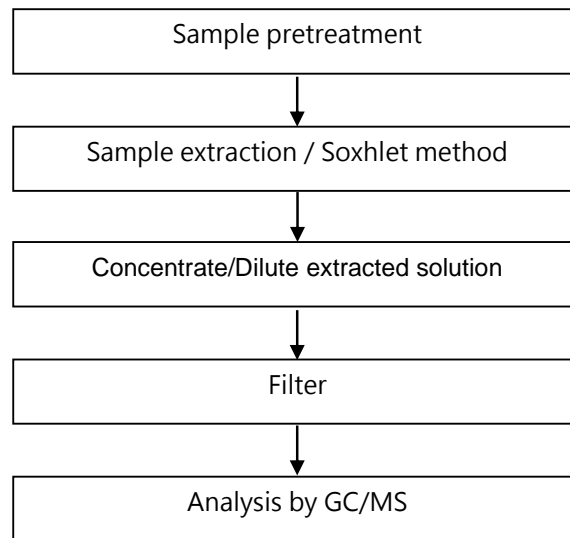 Sample pretreatment
Sample extraction / Soxhlet method
Concentrate/Dilute extracted solution
Filter
Analysis by GC/MS